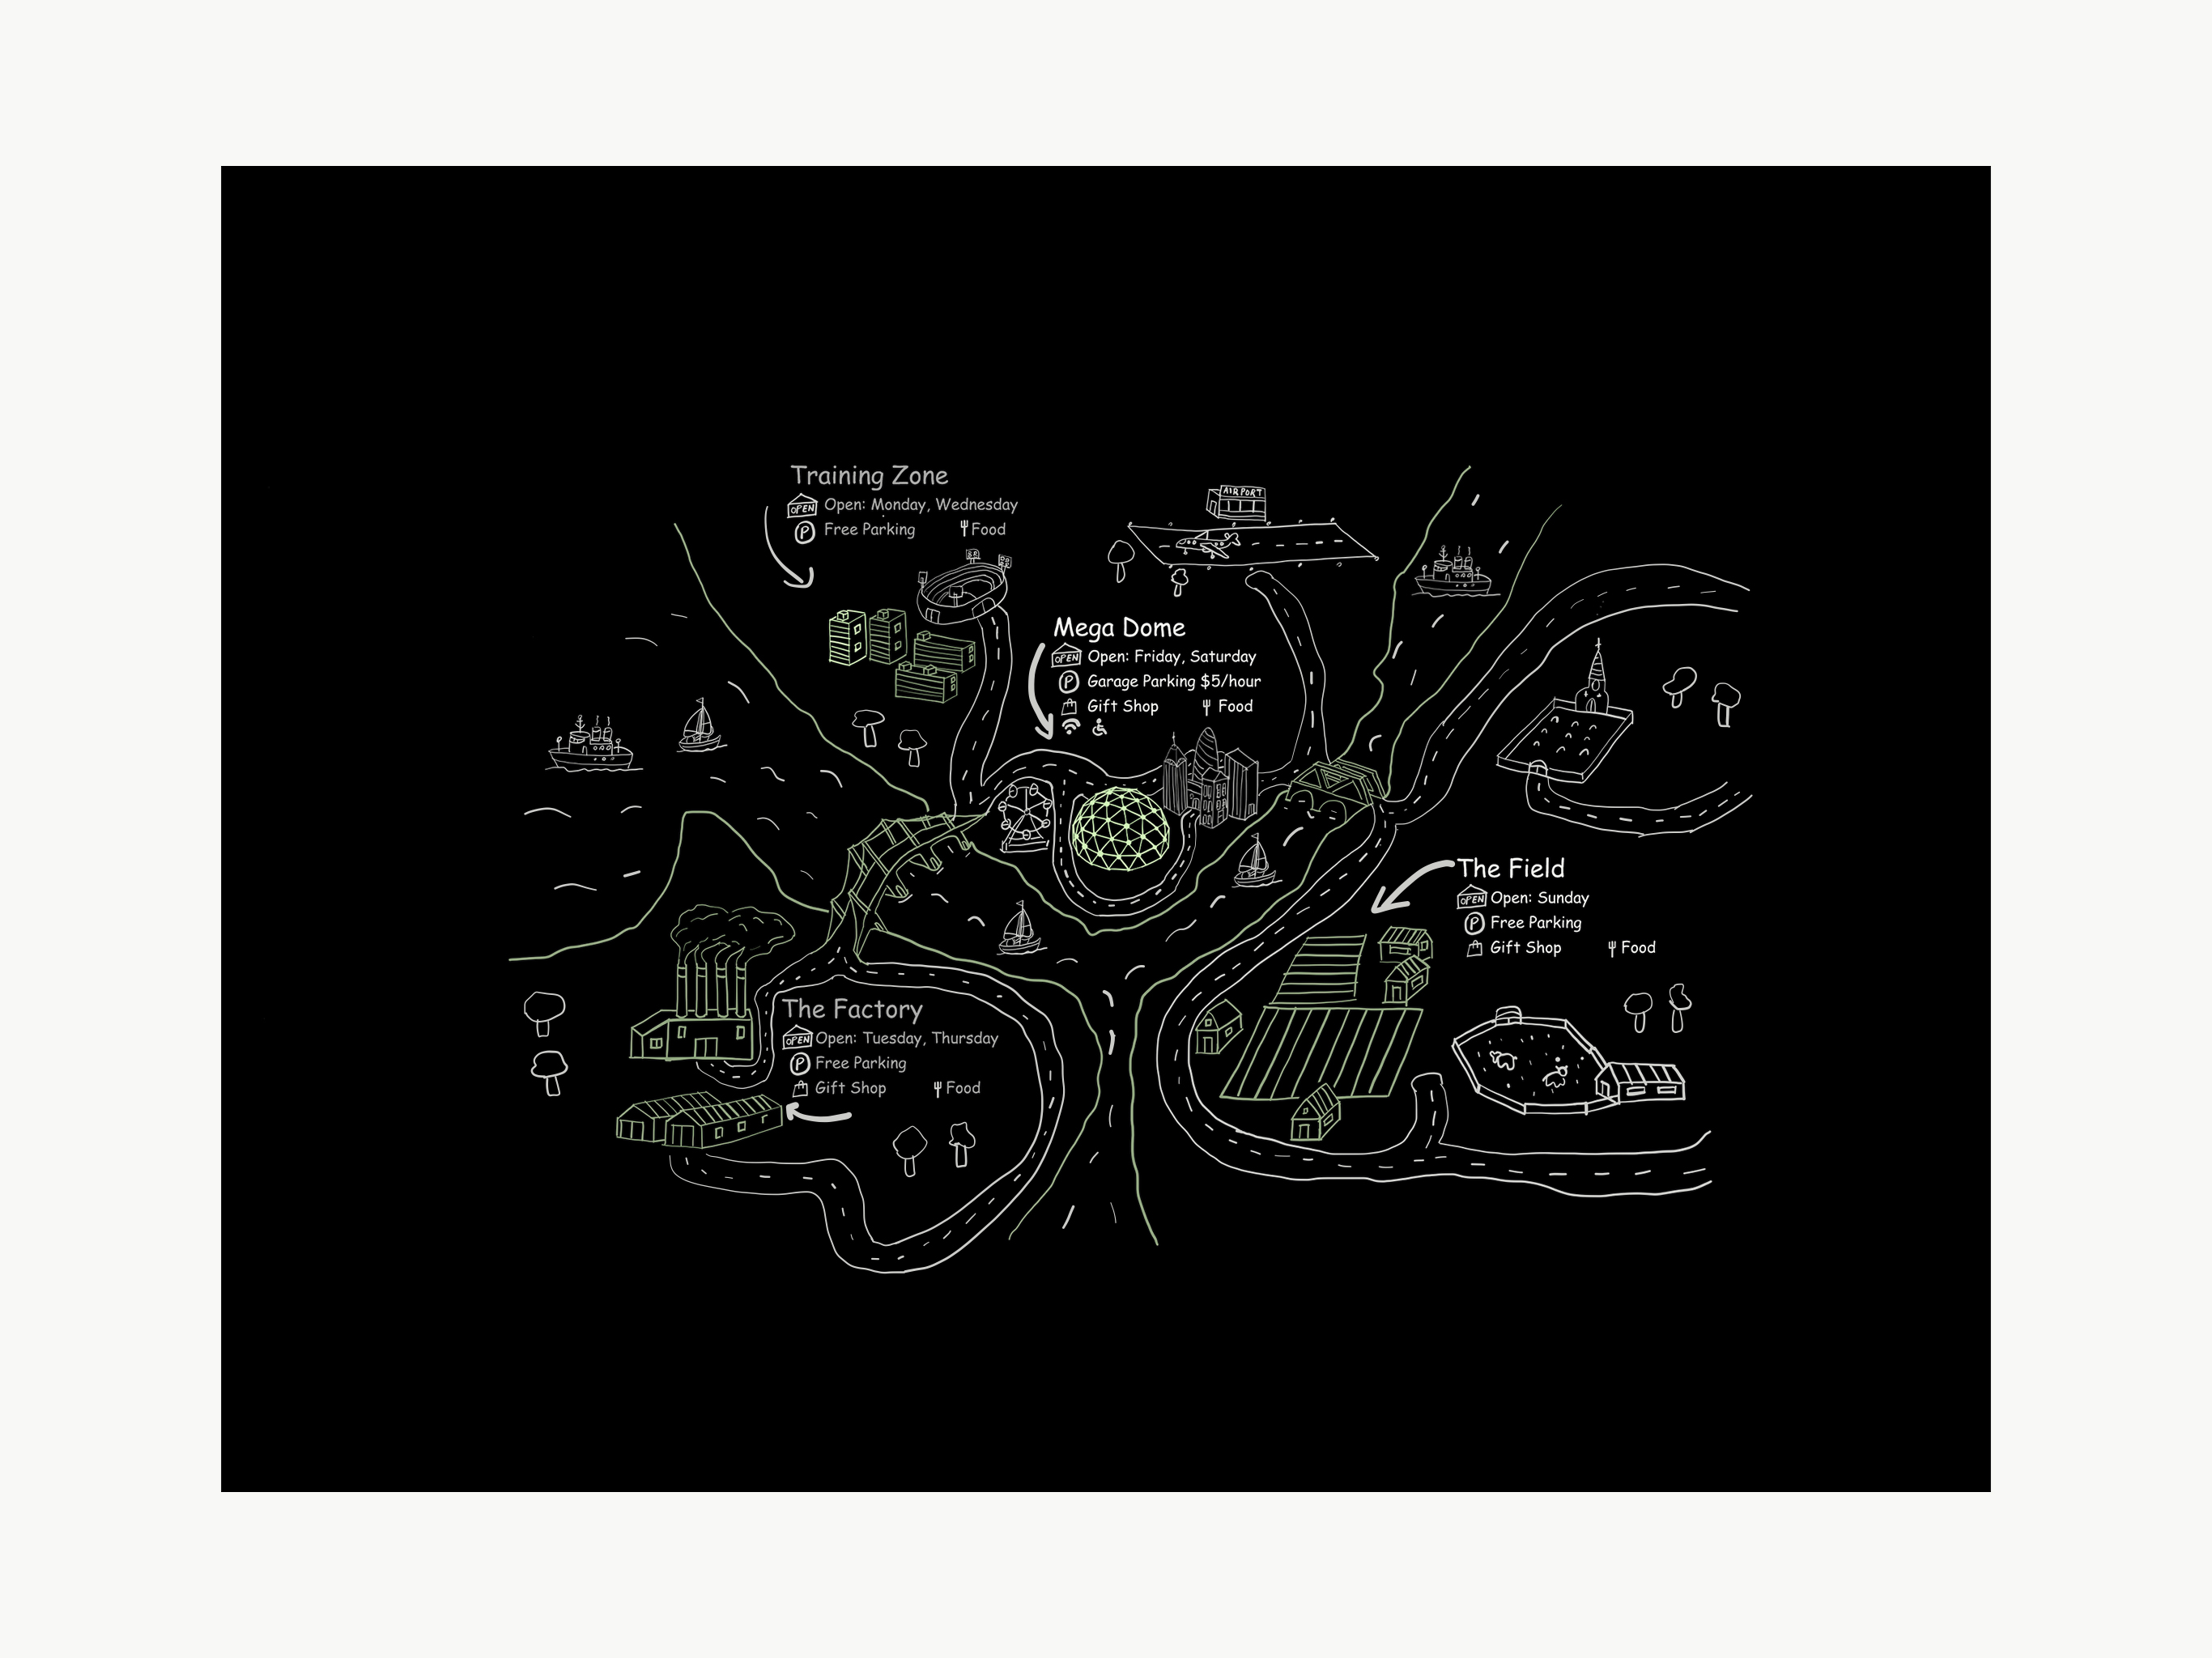 Training Zone
OPEN Open: Monday, Wednesday
P Free Parking Food
AIRPORT
Mega Dome
OPEN Open: Friday, Saturday
P Garage Parking $5/hour
Gift Shop Food
The Field
OPEN Open: Sunday
P Free Parking
Gift Shop Food
The Factory
OPEN Open: Tuesday, Thursday
P Free Parking
Gift Shop Food